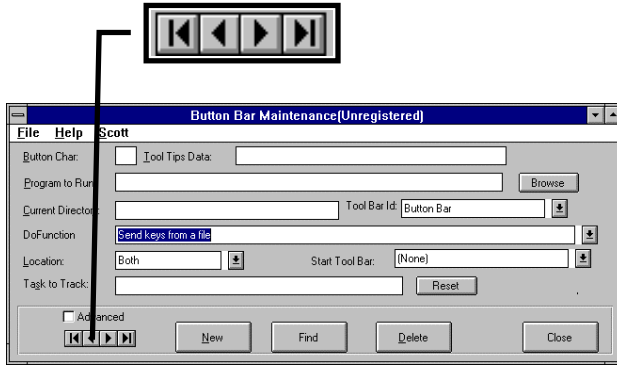 Button Bar Maintenance(Unregistered)
File Help Scott
Button Char: Tool Tips Data:
Program to Run: Browse
Current Director: Tool Bar Id: Button Bar
DoFunction Send keys from a file
Location: Both Start Tool Bar: (None)
Task to Track: Reset
Advanced
New Find Delete Close